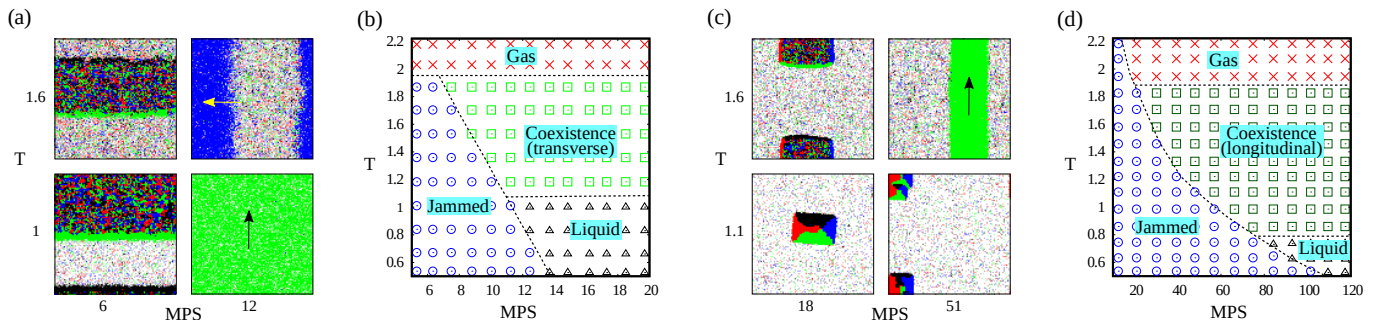 (a)
1.6
T
1
6
MPS
12
(b)
2.2
2
1.8
1.6
1.4
1.2
1
0.8
0.6
Gas
Coexistence
(transverse)
Jammed
Liquid
6 8 10 12 14 16 18 20
MPS
(c)
1.6
T
1.1
18
MPS
51
(d)
2.2
2
1.8
1.6
T
1.4
1.2
1
0.8
0.6
Gas
Coexistence
(longitudinal)
Jammed
Liquid
20 40 60 80 100 120
MPS